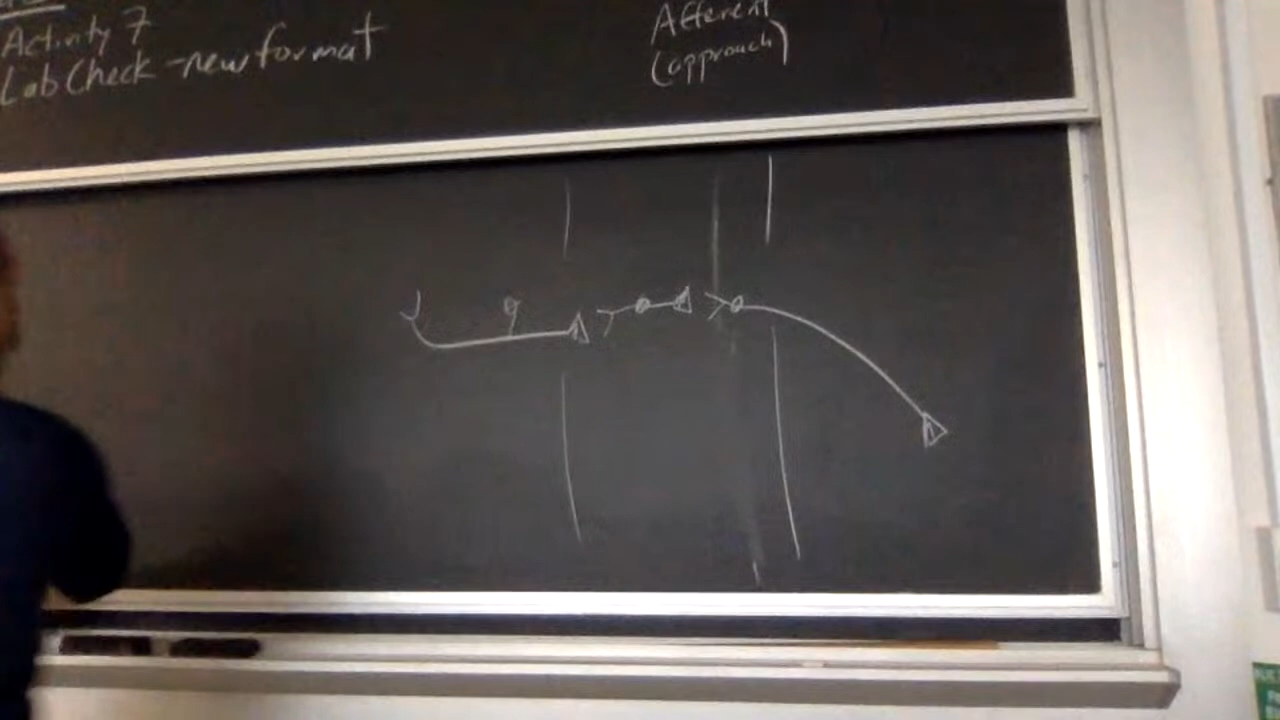 Activity 7
Lab Check - new format
Afferent
(approach)